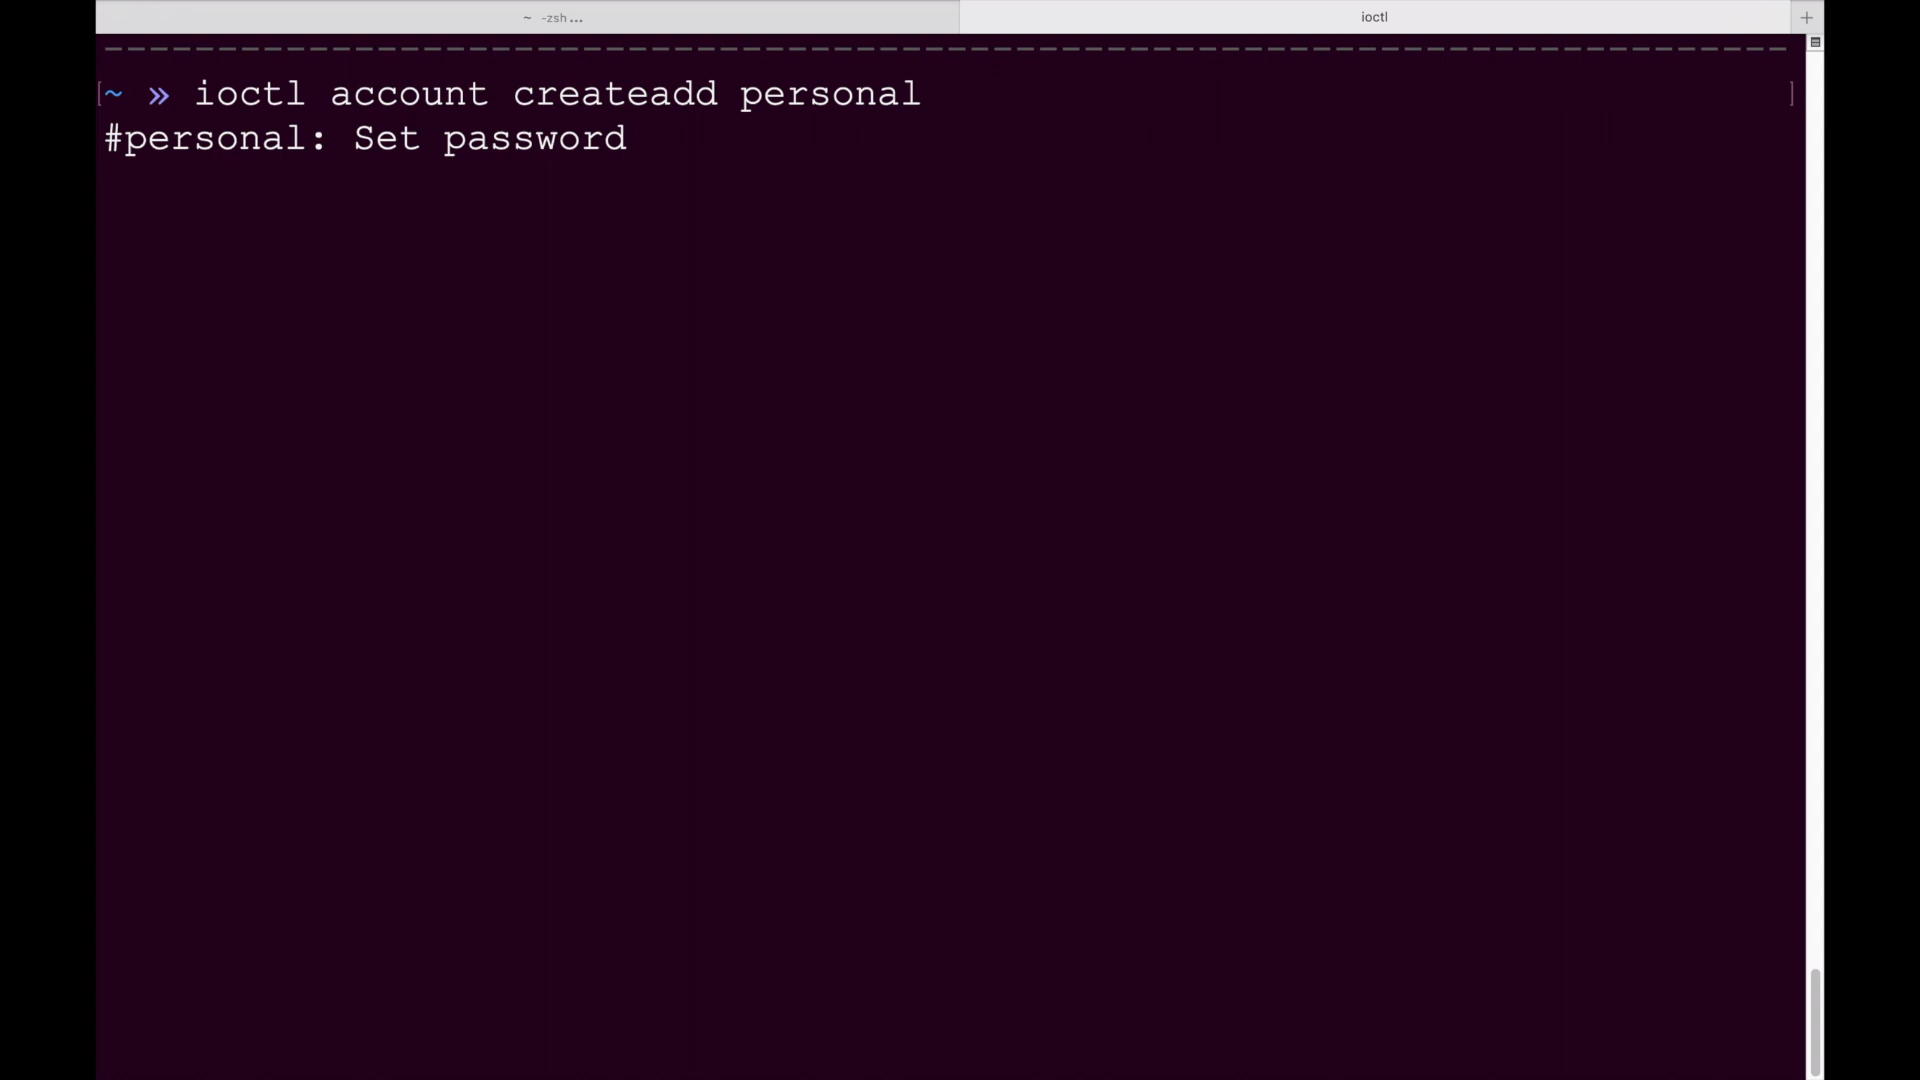 ~ -zsh...
ioctl
~ » ioctl account createadd personal
#personal: Set password